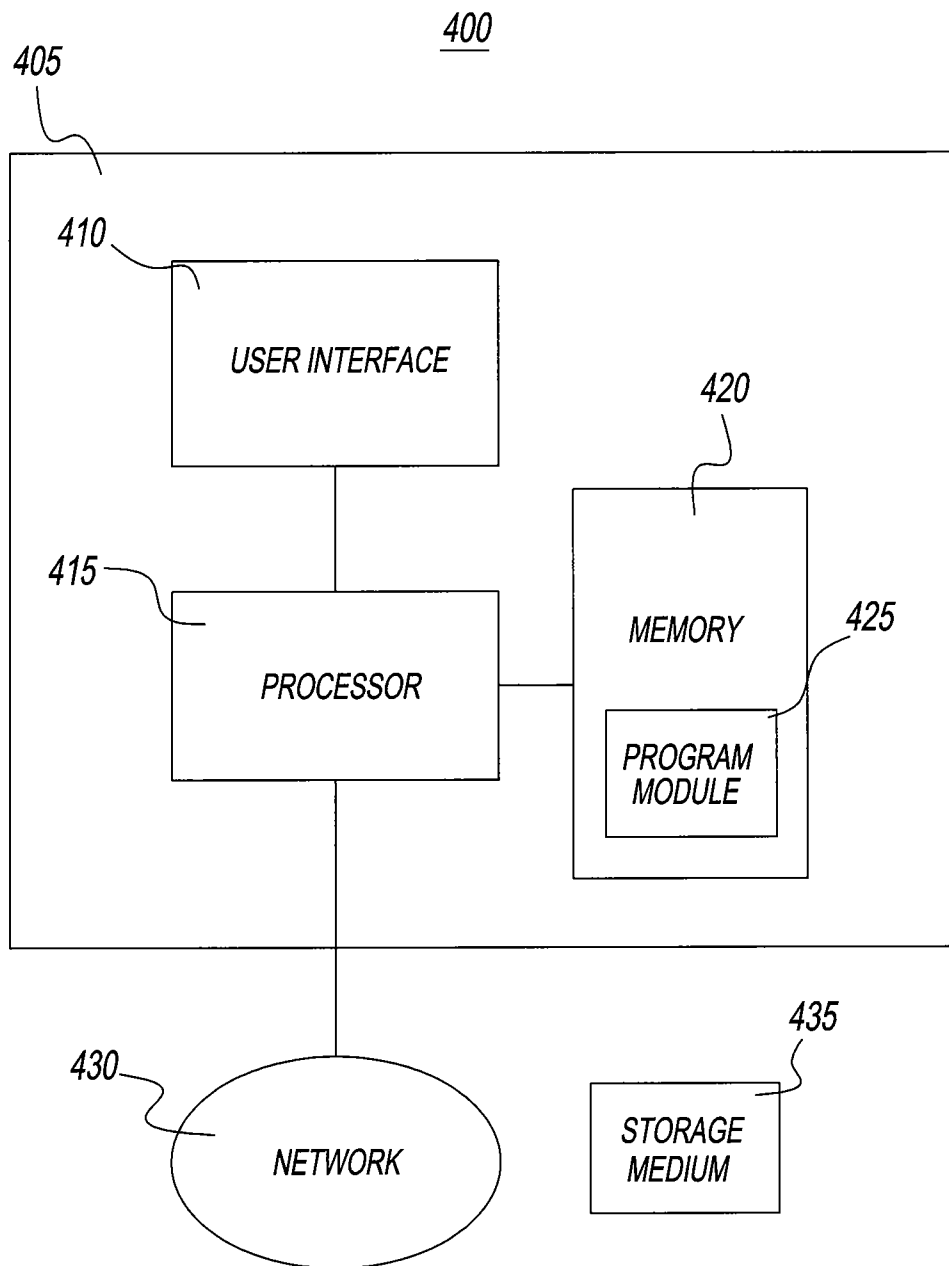 400
405
410
USER INTERFACE
420
415
MEMORY
425
PROCESSOR
PROGRAM
MODULE
430
435
NETWORK
STORAGE
MEDIUM